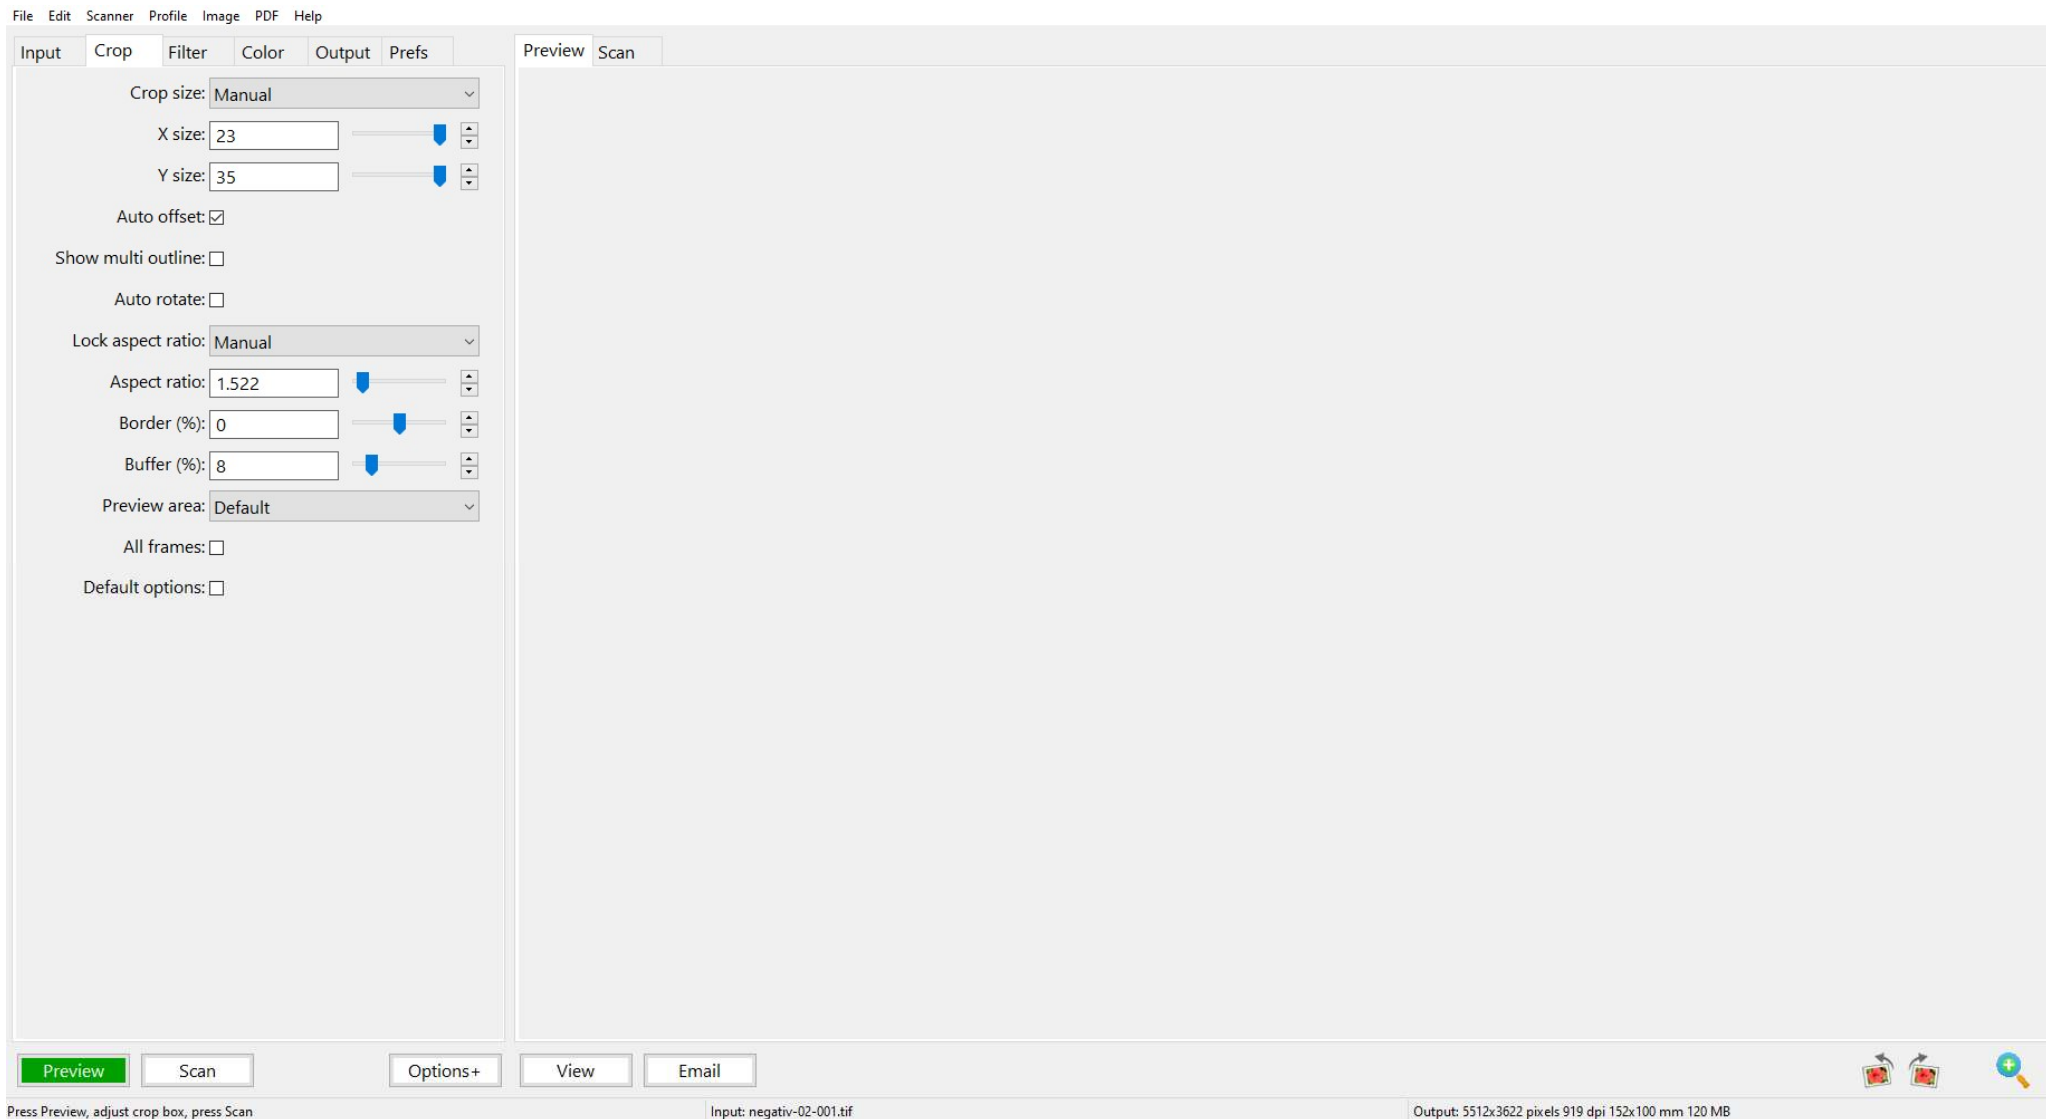 File Edit Scanner Profile Image PDF Help
Input Crop Filter Color Output Prefs
Preview Scan
Crop size: Manual
X size: 23
Y size: 35
Auto offset:
Show multi outline:
Auto rotate:
Lock aspect ratio: Manual
Aspect ratio: 1.522
Border (%): 0
Buffer (%): 8
Preview area: Default
All frames:
Default options:
Preview Scan Options+ View Email
Press Preview, adjust crop box, press Scan
Input: negativ-02-001.tif
Output: 5512x3622 pixels 919 dpi 152x100 mm 120 MB